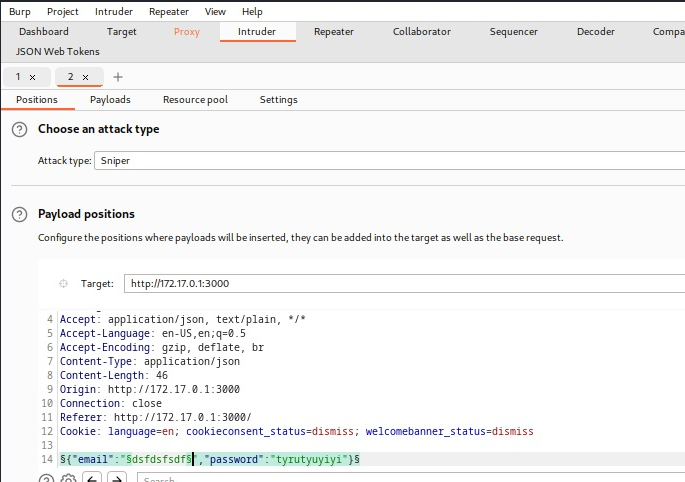 Burp Project Intruder Repeater View Help
Dashboard Target Proxy Intruder Repeater Collaborator Sequencer Decoder Compa
JSON Web Tokens
1 × 2 × +
Positions Payloads Resource pool Settings
? Choose an attack type
Attack type: Sniper
? Payload positions
Configure the positions where payloads will be inserted, they can be added into the target as well as the base request.
Target: http://172.17.0.1:3000
4 Accept: application/json, text/plain, */*
5 Accept-Language: en-US,en;q=0.5
6 Accept-Encoding: gzip, deflate, br
7 Content-Type: application/json
8 Content-Length: 46
9 Origin: http://172.17.0.1:3000
10 Connection: close
11 Referer: http://172.17.0.1:3000/
12 Cookie: language=en; cookieconsent_status=dismiss; welcomebanner_status=dismiss
13
14 §{"email":"§dsfdsfsdf§","password":"tyrutyuyiyi"}§
? Search